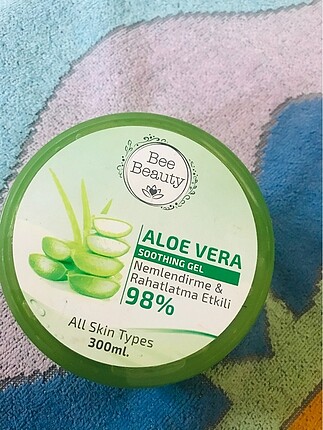 Bee
Beauty
ALOE VERA
SOOTHING GEL
Nemlendirme &
Rahatlatma Etkili
98%
All Skin Types
300ml.